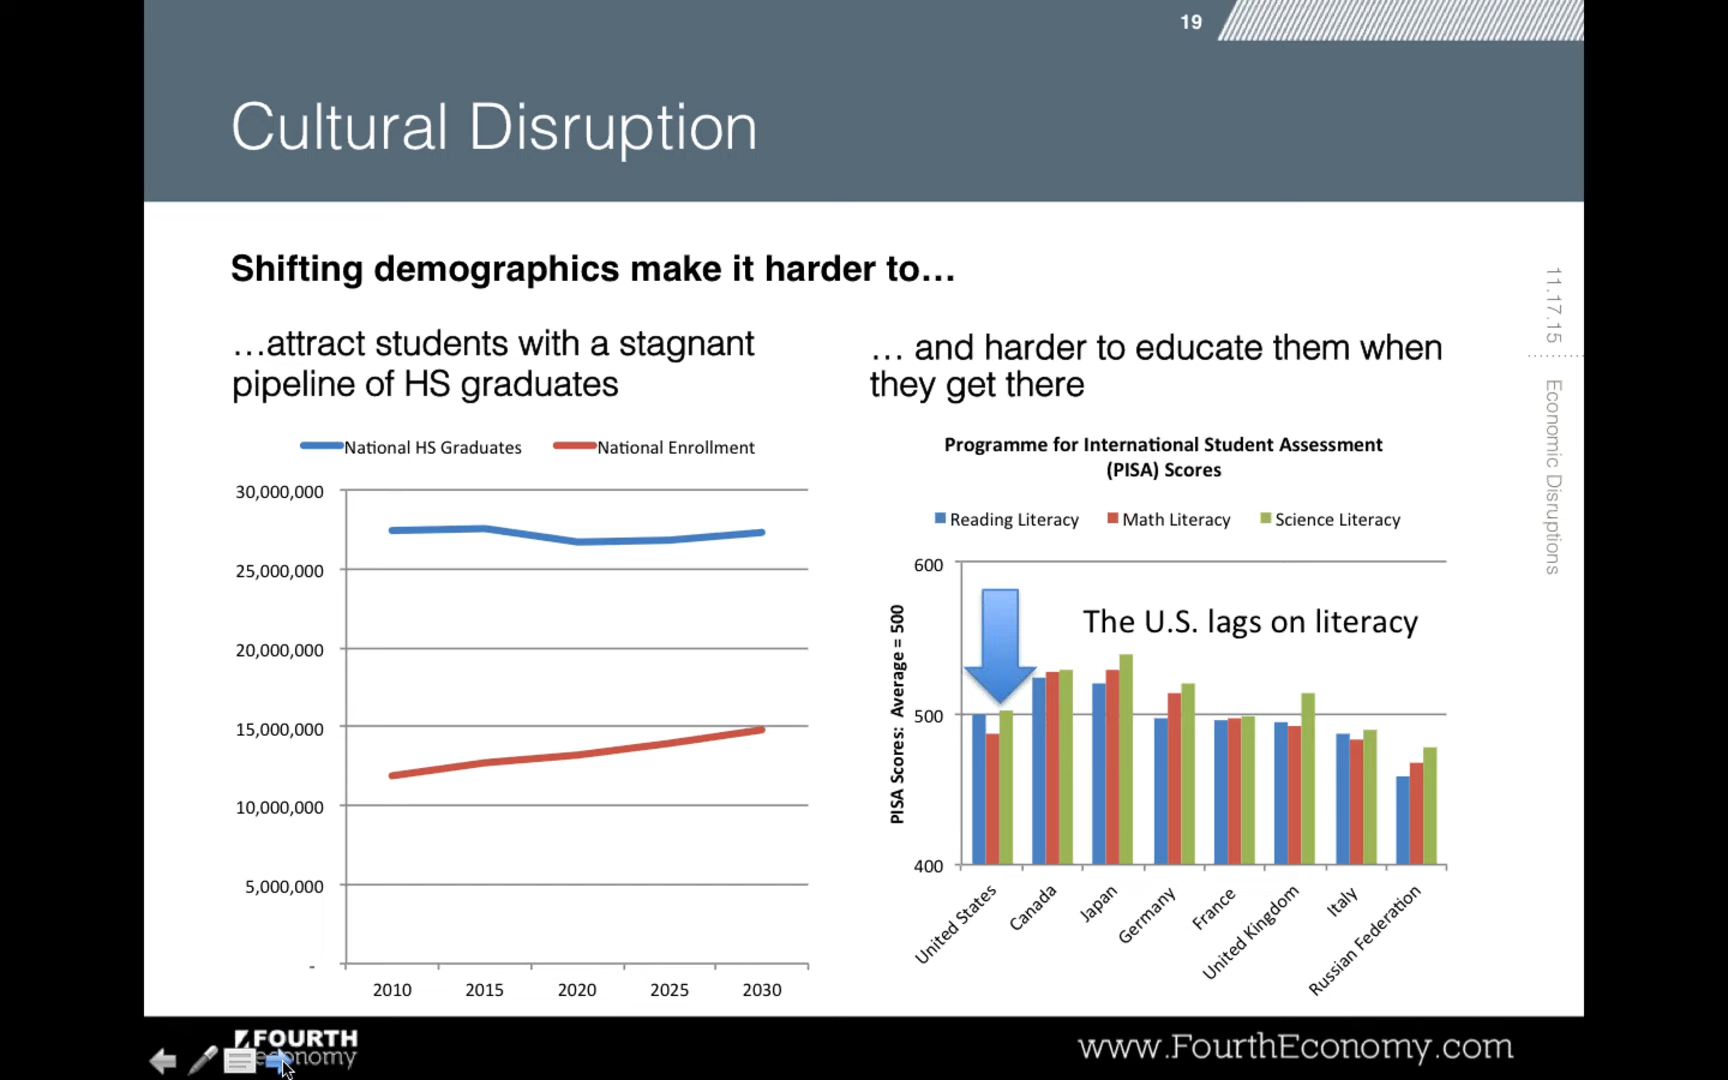 19
Cultural Disruption
Shifting demographics make it harder to…
…attract students with a stagnant
pipeline of HS graduates
… and harder to educate them when
they get there
National HS Graduates National Enrollment
30,000,000
25,000,000
20,000,000
15,000,000
10,000,000
5,000,000
-
2010 2015 2020 2025 2030
Programme for International Student Assessment
(PISA) Scores
Reading Literacy Math Literacy Science Literacy
The U.S. lags on literacy
PISA Scores: Average = 500
600
500
400
United States
Canada
Japan
Germany
France
United Kingdom
Italy
Russian Federation
11.17.15
Economic Disruptions
FOURTH
economy
www.FourthEconomy.com